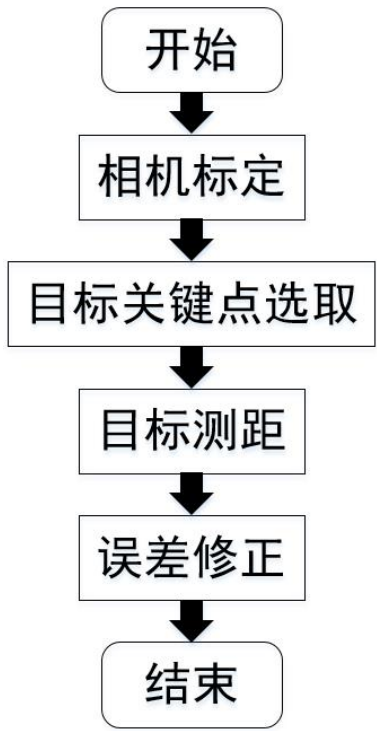 开始
相机标定
目标关键点选取
目标测距
误差修正
结束